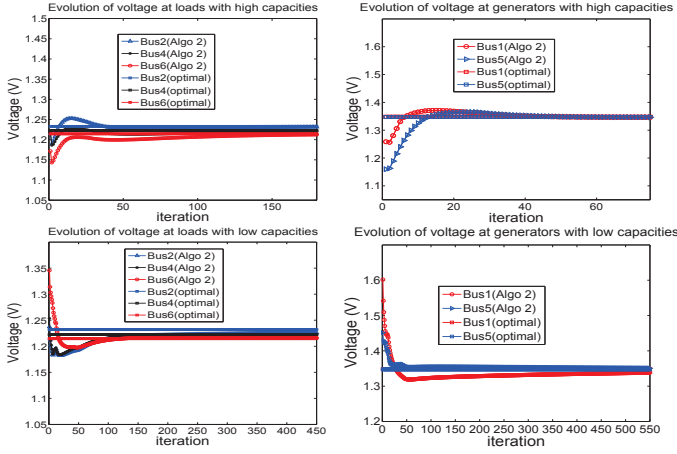 Evolution of voltage at loads with high capacities
1.5
1.45
1.4
1.35
1.3
1.25
1.2
1.15
1.1
1.05
Voltage (V)
Bus2(Algo 2)
Bus4(Algo 2)
Bus6(Algo 2)
Bus2(optimal)
Bus4(optimal)
Bus6(optimal)
0 50 100 150
iteration
Evolution of voltage at generators with high capacities
1.6
1.5
1.4
1.3
1.2
1.1
Voltage (V)
Bus1(Algo 2)
Bus5(Algo 2)
Bus1(optimal)
Bus5(optimal)
0 20 40 60
iteration
Evolution of voltage at loads with low capacities
1.35
1.3
1.25
1.2
1.15
1.1
1.05
Voltage (V)
Bus2(Algo 2)
Bus4(Algo 2)
Bus6(Algo 2)
Bus2(optimal)
Bus4(optimal)
Bus6(optimal)
0 50 100 150 200 250 300 350 400 450
iteration
Evolution of voltage at generators with low capacities
1.6
1.5
1.4
1.3
1.2
Voltage (V)
Bus1(Algo 2)
Bus5(Algo 2)
Bus1(optimal)
Bus5(optimal)
0 50 100 150 200 250 300 350 400 450 500 550
iteration